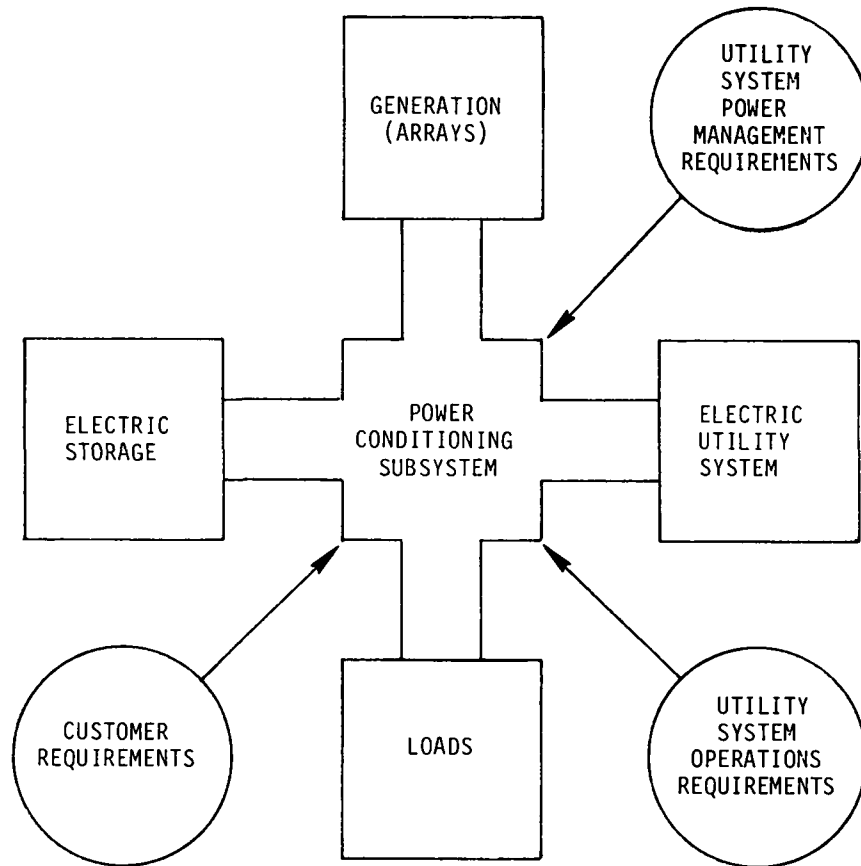 GENERATION
(ARRAYS)
UTILITY
SYSTEM
POWER
MANAGEMENT
REQUIREMENTS
ELECTRIC
STORAGE
POWER
CONDITIONING
SUBSYSTEM
ELECTRIC
UTILITY
SYSTEM
CUSTOMER
REQUIREMENTS
LOADS
UTILITY
SYSTEM
OPERATIONS
REQUIREMENTS